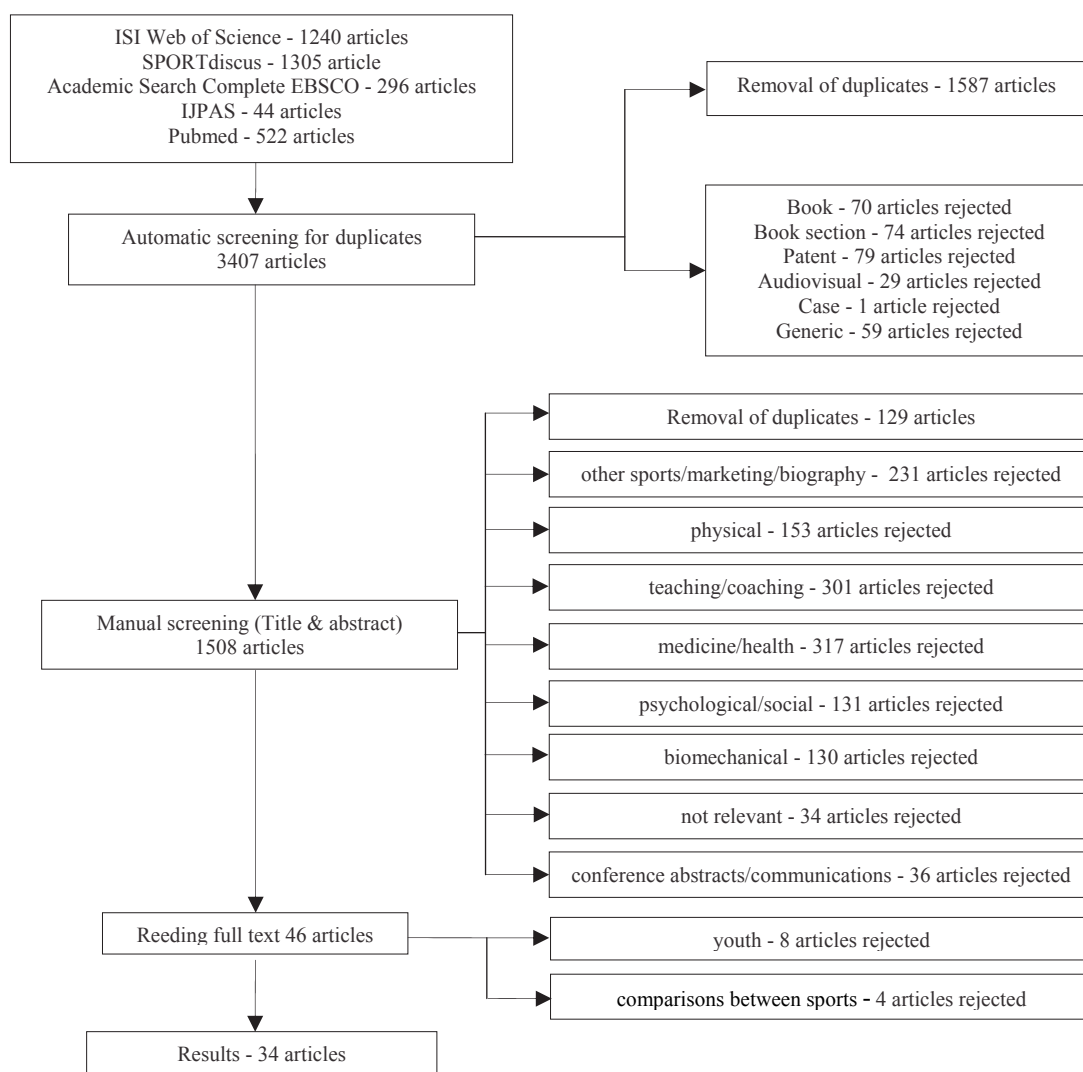 ISI Web of Science - 1240 articles
SPORTdiscus - 1305 article
Academic Search Complete EBSCO - 296 articles
IJPAS - 44 articles
Pubmed - 522 articles
Removal of duplicates - 1587 articles
Automatic screening for duplicates
3407 articles
Book - 70 articles rejected
Book section - 74 articles rejected
Patent - 79 articles rejected
Audiovisual - 29 articles rejected
Case - 1 article rejected
Generic - 59 articles rejected
Removal of duplicates - 129 articles
other sports/marketing/biography - 231 articles rejected
physical - 153 articles rejected
teaching/coaching - 301 articles rejected
Manual screening (Title & abstract)
1508 articles
medicine/health - 317 articles rejected
psychological/social - 131 articles rejected
biomechanical - 130 articles rejected
not relevant - 34 articles rejected
conference abstracts/communications - 36 articles rejected
Reeding full text 46 articles
youth - 8 articles rejected
comparisons between sports - 4 articles rejected
Results - 34 articles